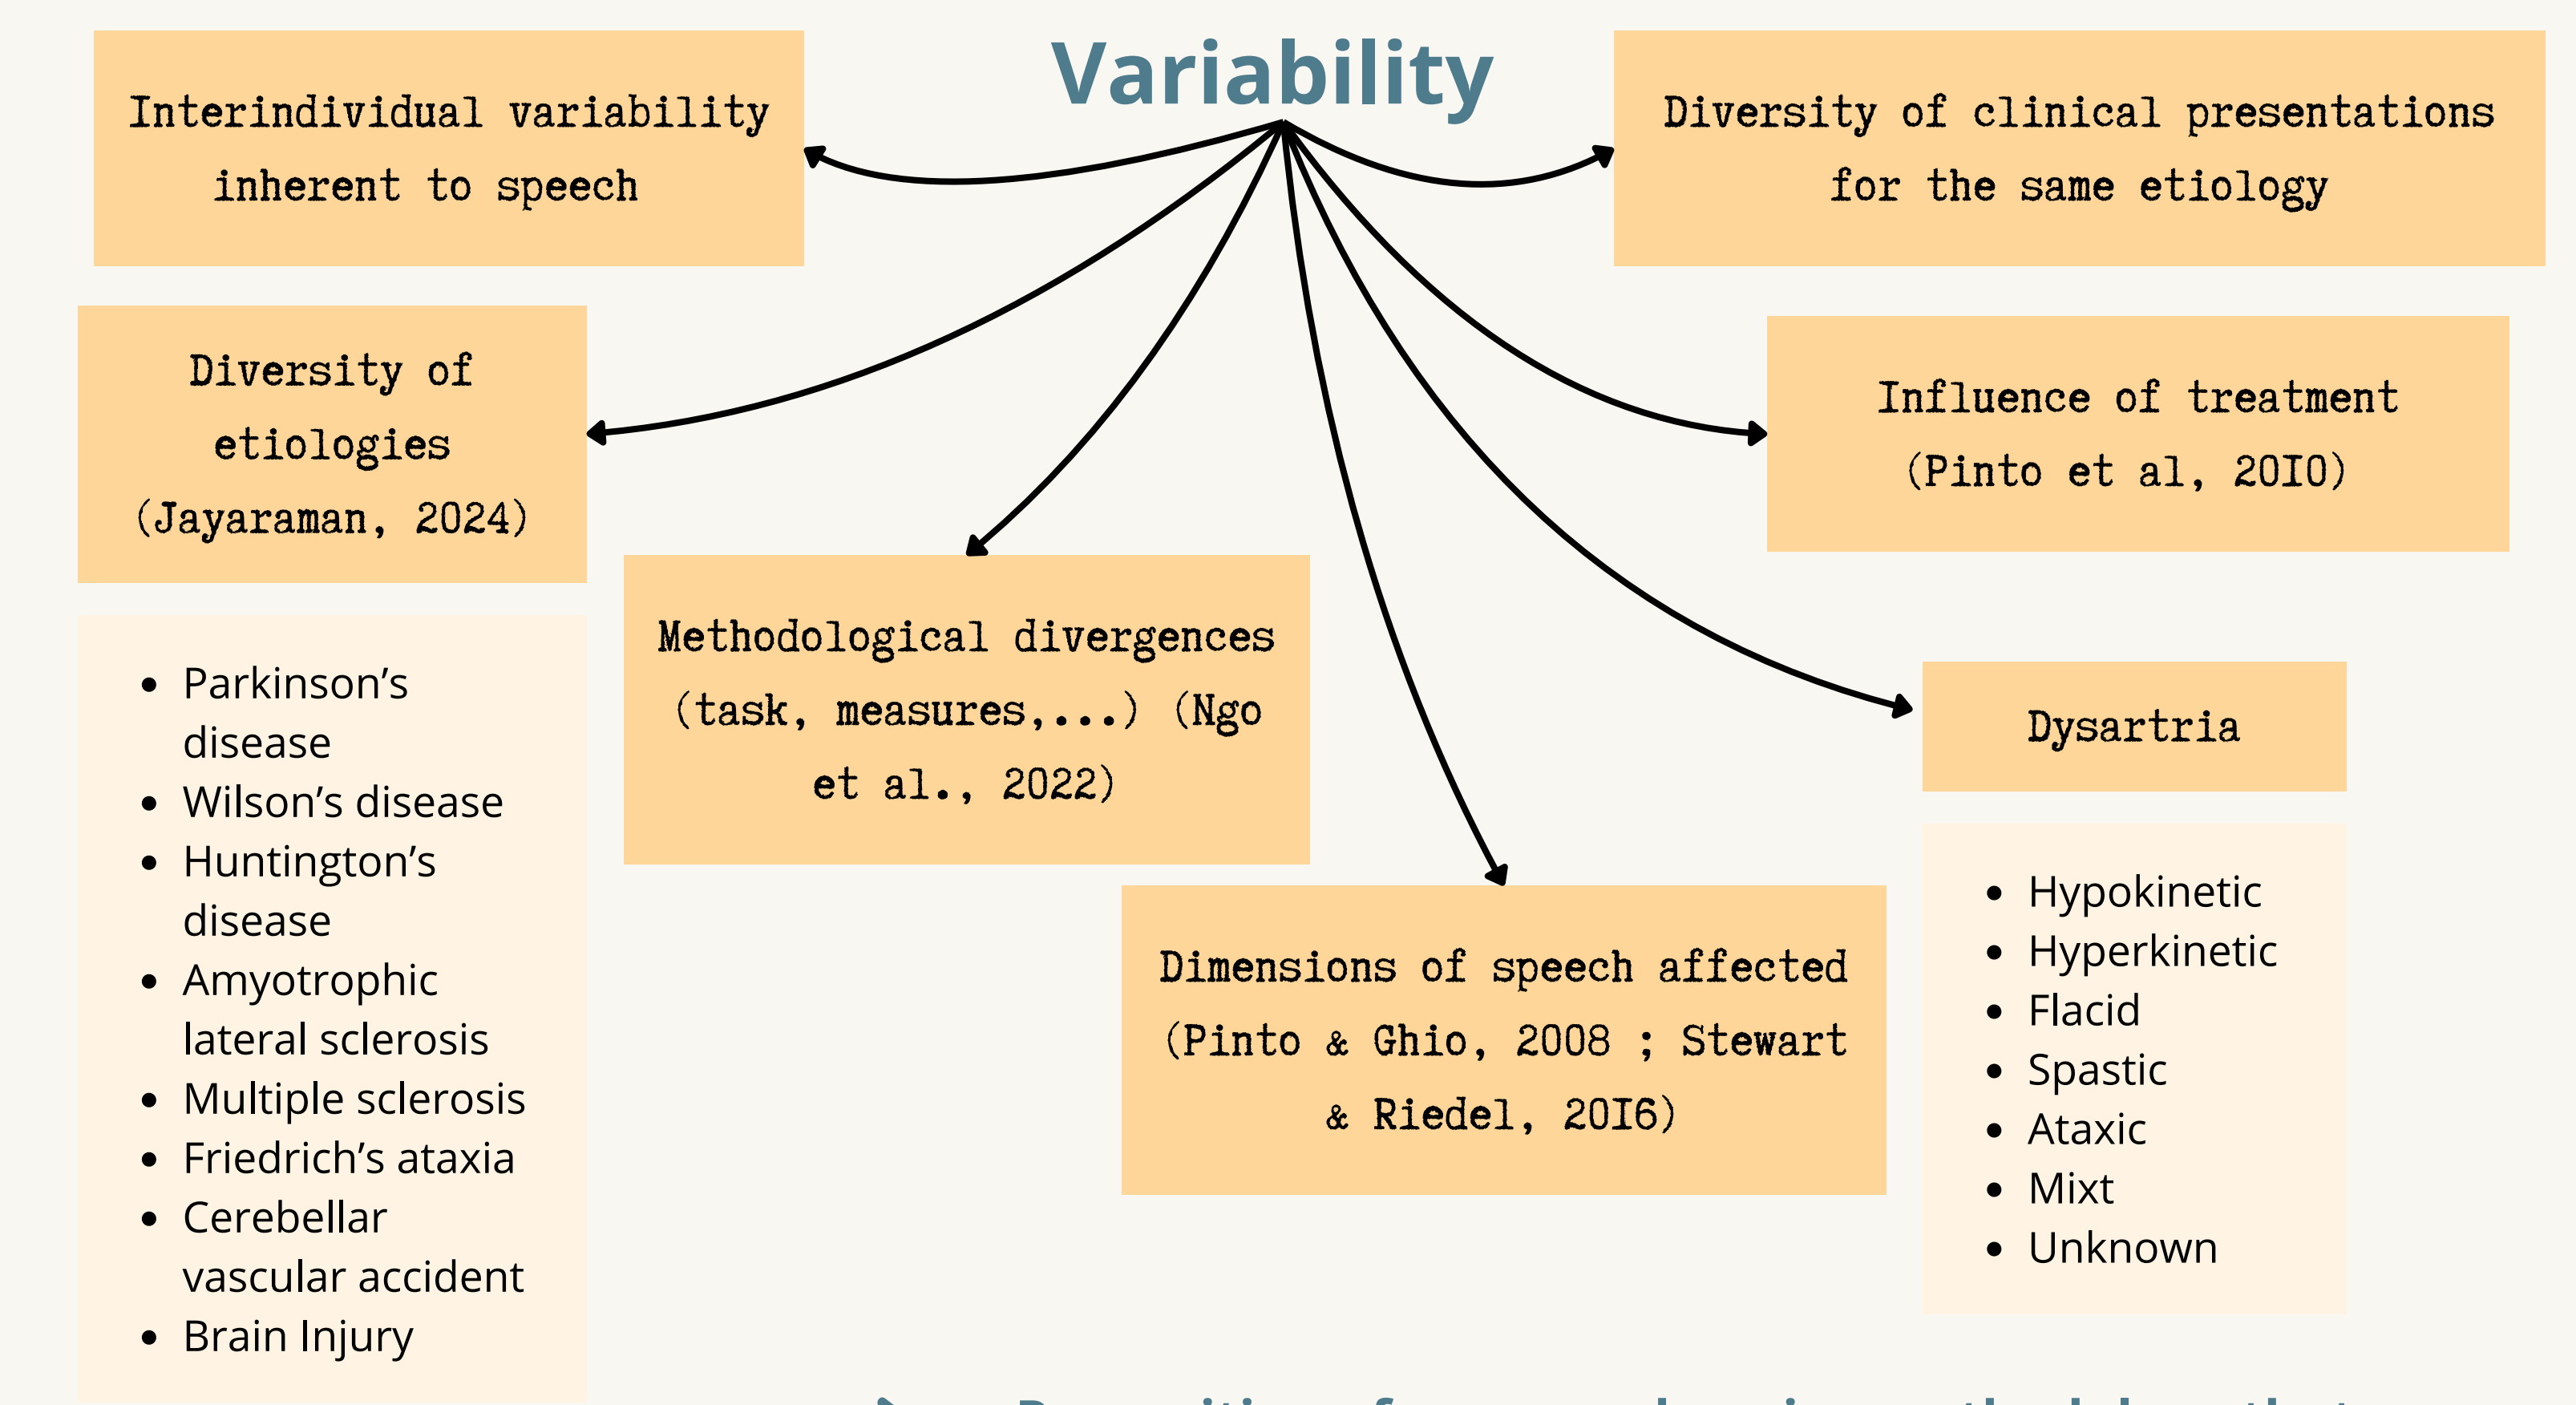 Variability
Interindividual variability
inherent to speech
Diversity of clinical presentations
for the same etiology
Diversity of
etiologies
(Jayaraman, 2024)
Influence of treatment
(Pinto et al, 2010)
Methodological divergences
(task, measures,...) (Ngo
et al., 2022)
Dysartria
Dimensions of speech affected
(Pinto & Ghio, 2008 ; Stewart
& Riedel, 2016)
• Parkinson’s
disease
• Wilson’s disease
• Huntington’s
disease
• Amyotrophic
lateral sclerosis
• Multiple sclerosis
• Friedrich’s ataxia
• Cerebellar
vascular accident
• Brain Injury
• Hypokinetic
• Hyperkinetic
• Flacid
• Spastic
• Ataxic
• Mixt
• Unknown